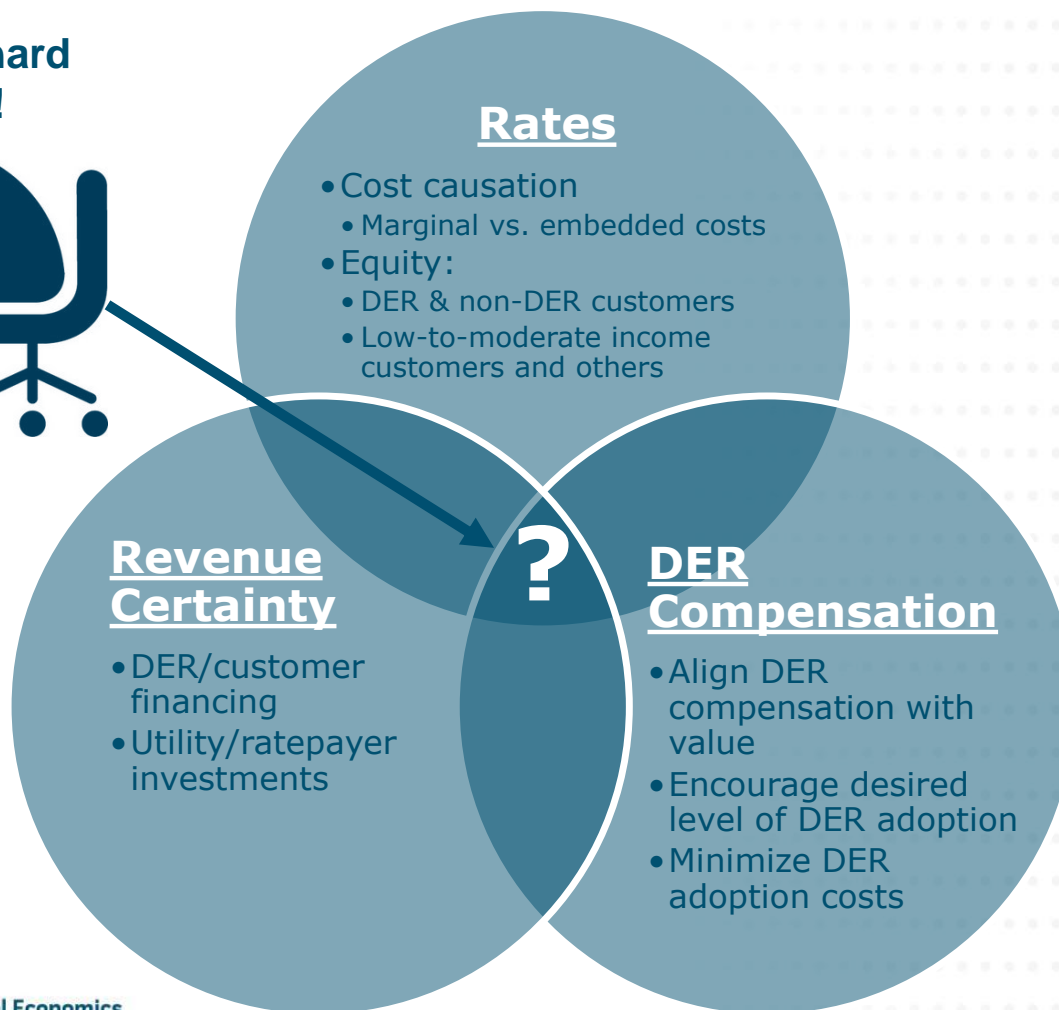 Rates
•Cost causation
•Marginal vs. embedded costs
•Equity:
•DER & non-DER customers
•Low-to-moderate income
customers and others
?
Revenue
Certainty
•DER/customer
financing
•Utility/ratepayer
investments
DER
Compensation
•Align DER
compensation with
value
•Encourage desired
level of DER adoption
•Minimize DER
adoption costs
Economics